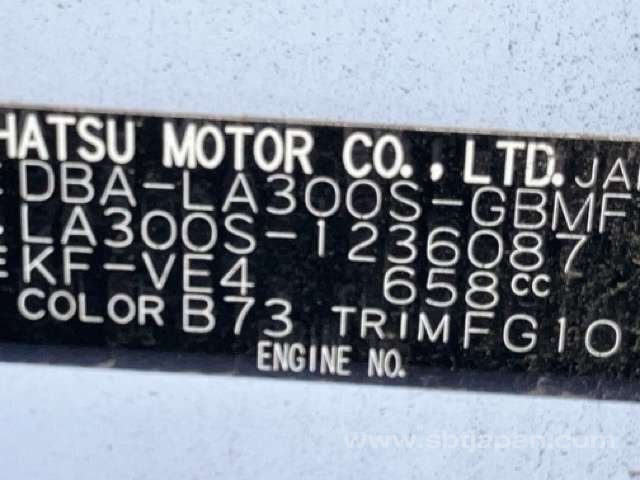 HATSU MOTOR CO., LTD. JA
DBA-LA300S-GBMF
LA300S-1236087
KF-VE4 658cc
COLOR B73 TRIM FG10
ENGINE NO.
www.sbtjapan.com